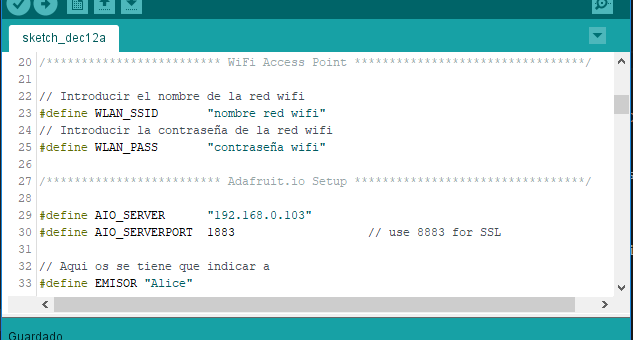 sketch_dec12a
20 /************************* WiFi Access Point *********************************/
21
22 // Introducir el nombre de la red wifi
23 #define WLAN_SSID       "nombre red wifi"
24 // Introducir la contraseña de la red wifi
25 #define WLAN_PASS       "contraseña wifi"
26
27 /************************* Adafruit.io Setup *********************************/
28
29 #define AIO_SERVER      "192.168.0.103"
30 #define AIO_SERVERPORT  1883                   // use 8883 for SSL
31
32 // Aqui os se tiene que indicar a
33 #define EMISOR "Alice"
Guardado